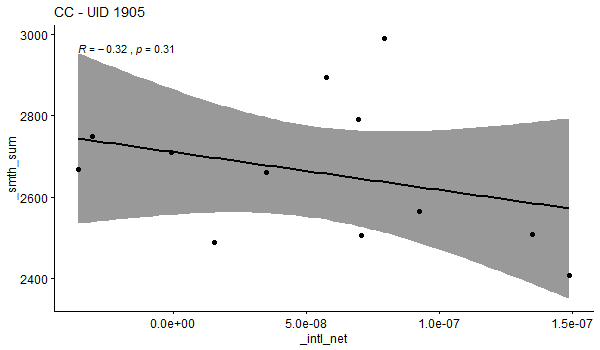 CC - UID 1905
R = − 0.32 , p = 0.31
3000
2800
2600
2400
_smth_sum
0.0e+00 5.0e-08 1.0e-07 1.5e-07
_intl_net